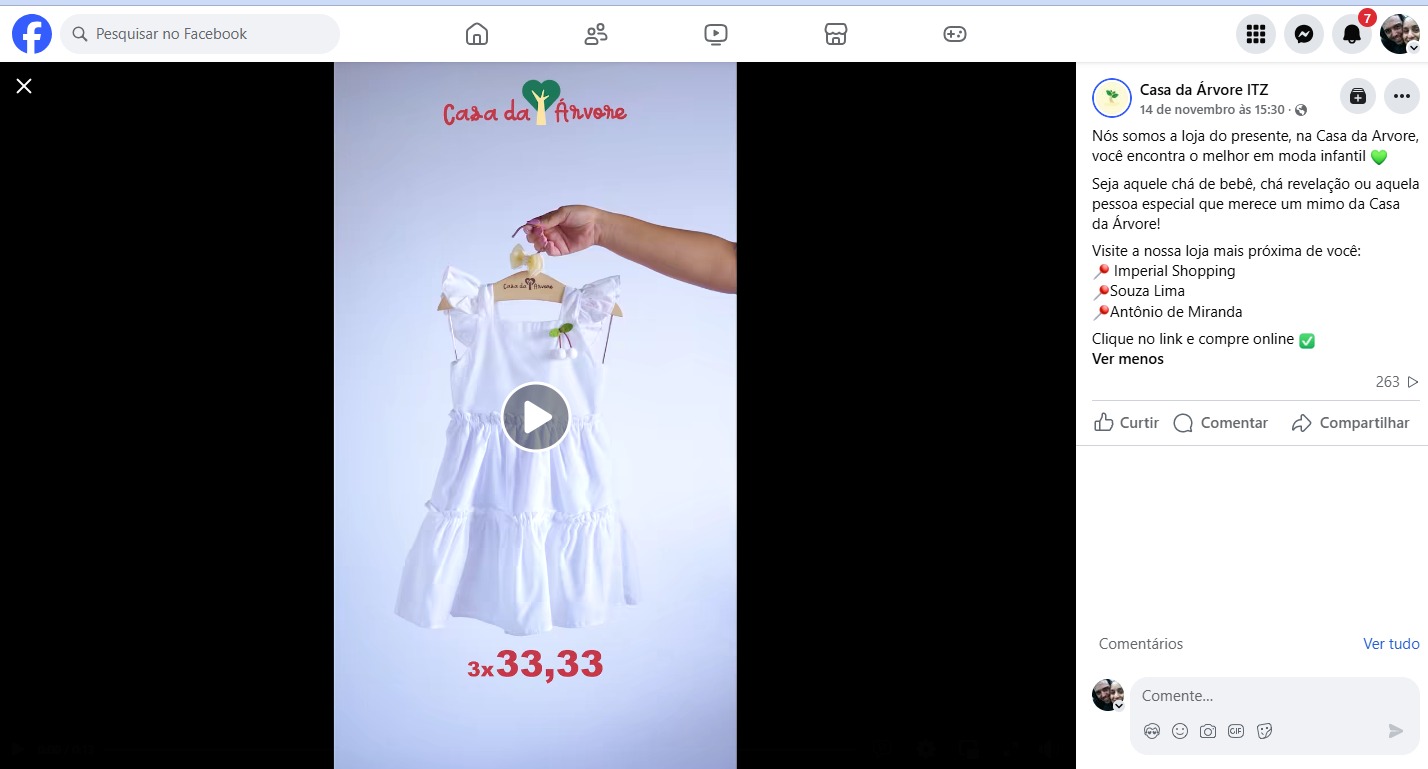 Pesquisar no Facebook
7
Casa da Árvore
Casa da Árvore
3x33,33
Casa da Árvore ITZ
14 de novembro às 15:30 ·
Nós somos a loja do presente, na Casa da Arvore,
você encontra o melhor em moda infantil 💚
Seja aquele chá de bebê, chá revelação ou aquela
pessoa especial que merece um mimo da Casa
da Árvore!
Visite a nossa loja mais próxima de você:
📍 Imperial Shopping
📍Souza Lima
📍Antônio de Miranda
Clique no link e compre online ✅
Ver menos
263
Curtir Comentar Compartilhar
Comentários Ver tudo
Comente...
GIF